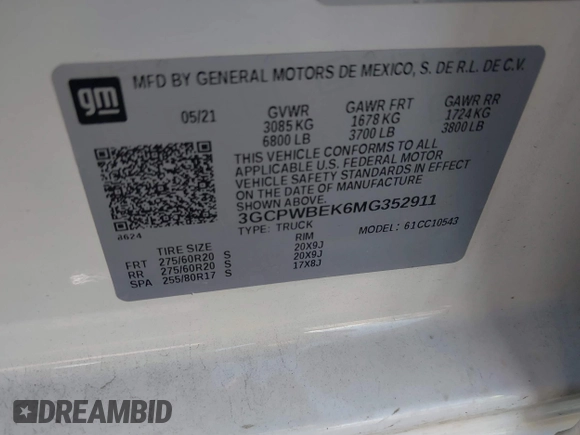 gm
MFD BY GENERAL MOTORS DE MEXICO, S. DE R.L. DE C.V.
05/21 GVWR GAWR FRT GAWR RR
3085 KG 1678 KG 1724 KG
6800 LB 3700 LB 3800 LB
THIS VEHICLE CONFORMS TO ALL
APPLICABLE U.S. FEDERAL MOTOR
VEHICLE SAFETY STANDARDS IN EFFECT
ON THE DATE OF MANUFACTURE
SHOWN ABOVE.
3GCPWBEK6MG352911
TYPE: TRUCK MODEL: 61CC10543
a624
TIRE SIZE RIM
FRT 275/60R20 S 20X9J
RR 275/60R20 S 20X9J
SPA 255/80R17 S 17X8J
DREAMBID